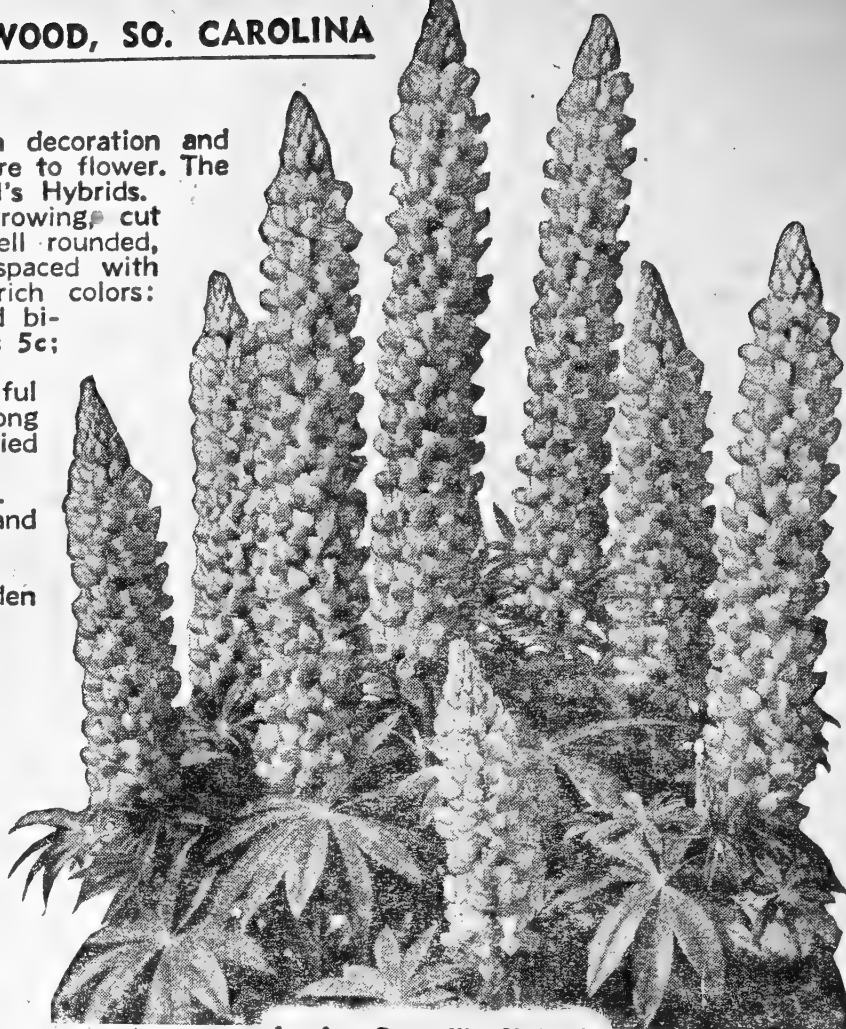 WOOD, SO. CAROLINA
decoration and
re to flower. The
l's Hybrids.
rowing, cut
ell rounded,
spaced with
rich colors:
d bi-
s 5c;
ful
ong
ied
and
den